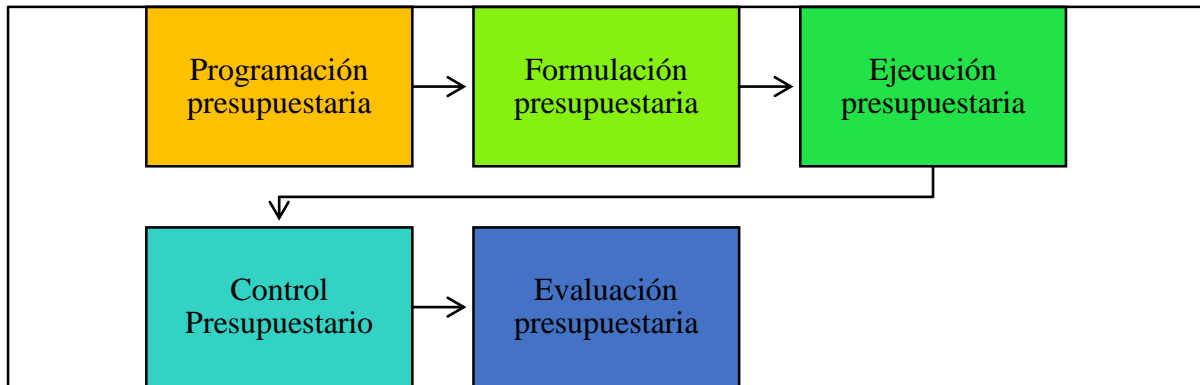 Programación
presupuestaria
Formulación
presupuestaria
Ejecución
presupuestaria
Control
Presupuestario
Evaluación
presupuestaria